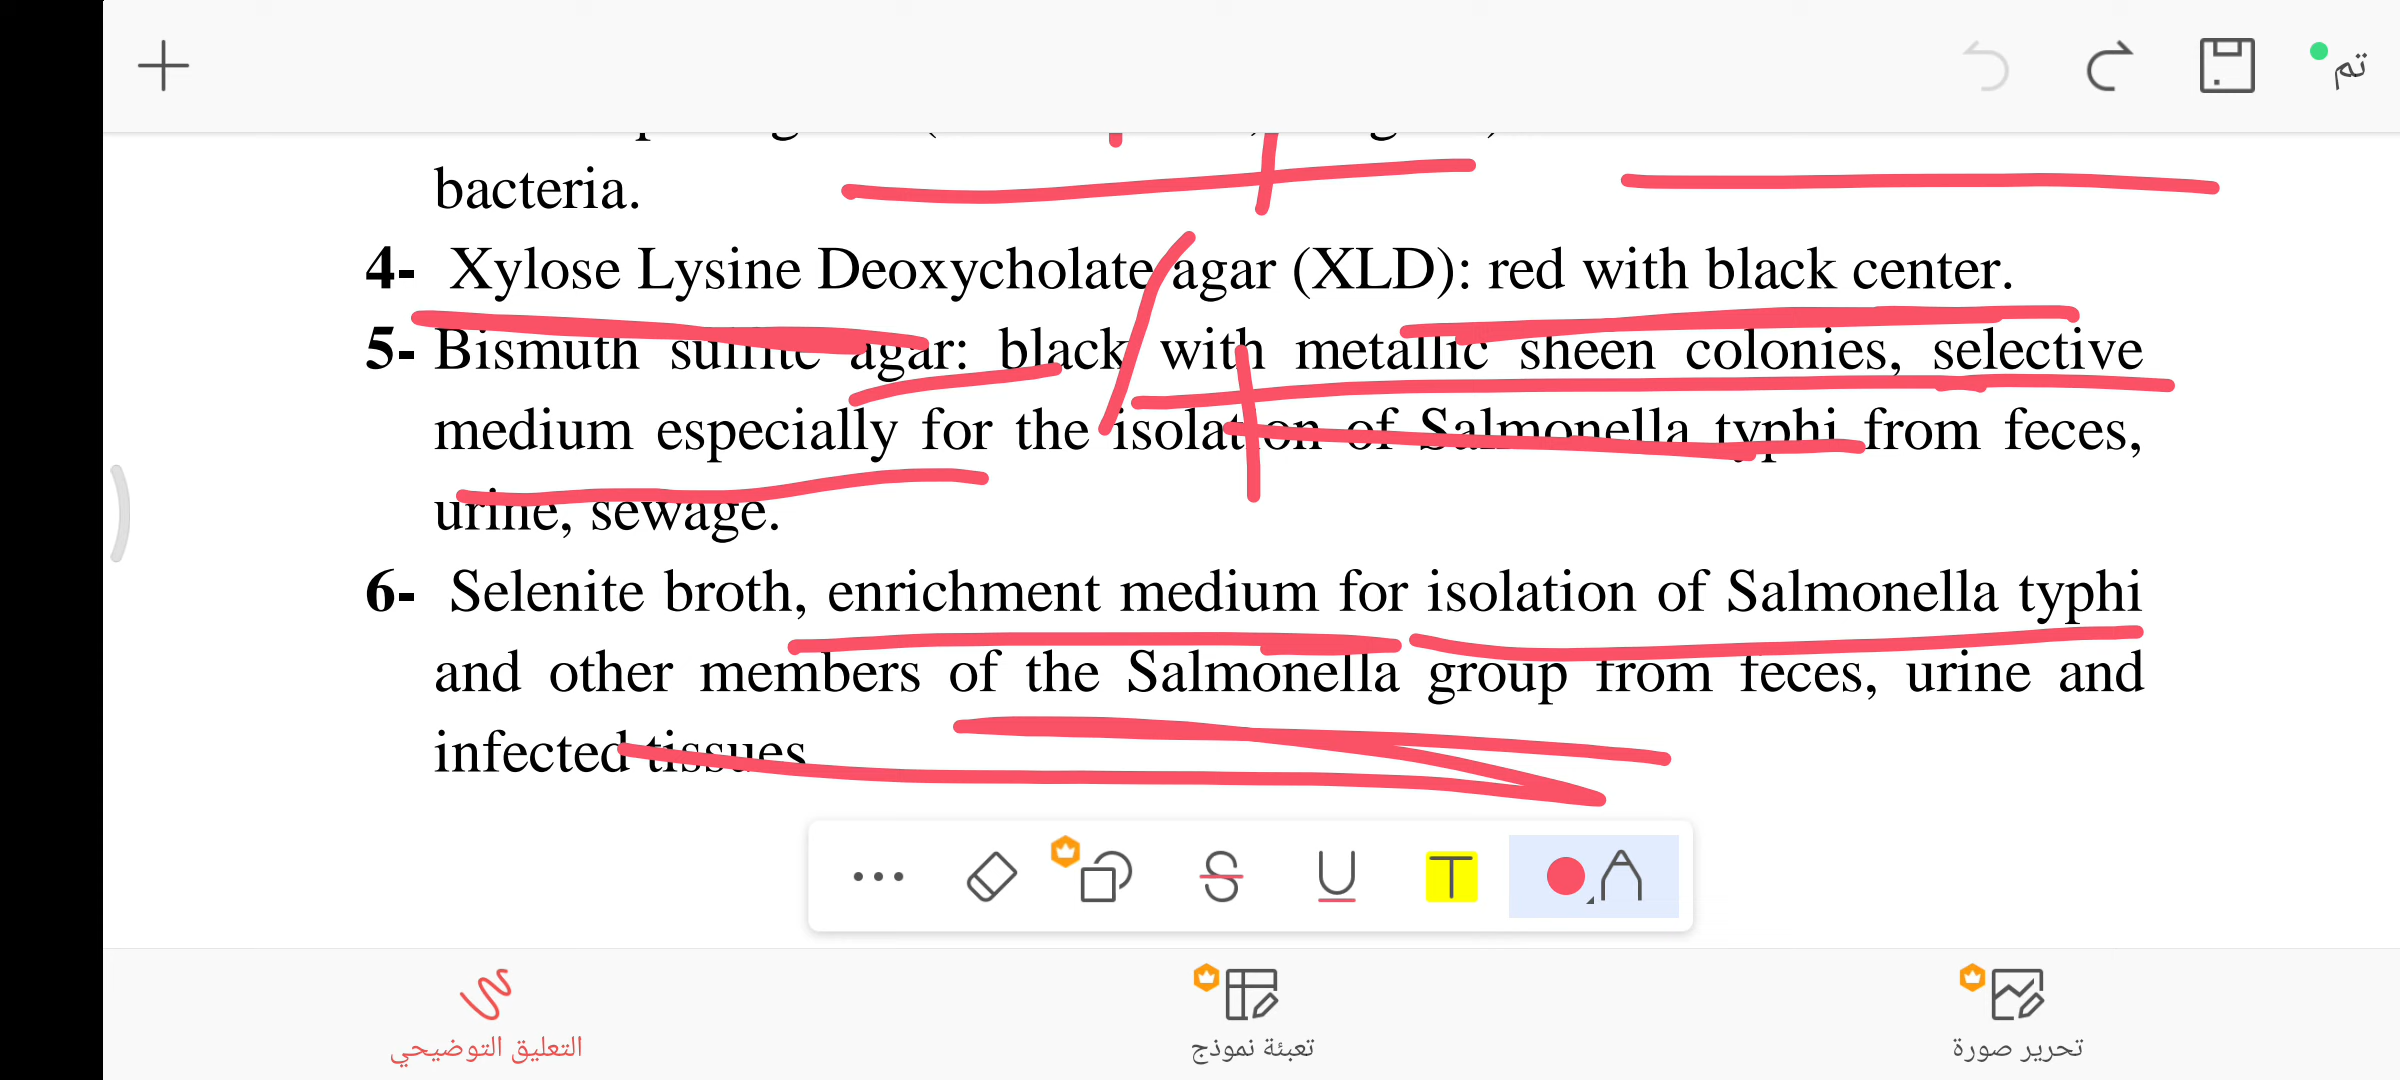 تم
bacteria.
4- Xylose Lysine Deoxycholate agar (XLD): red with black center.
5- Bismuth sulfite agar: black with metallic sheen colonies, selective
medium especially for the isolation of Salmonella typhi from feces,
urine, sewage.
6- Selenite broth, enrichment medium for isolation of Salmonella typhi
and other members of the Salmonella group from feces, urine and
infected tissues
التعليق التوضيحي
تعبئة نموذج
تحرير صورة